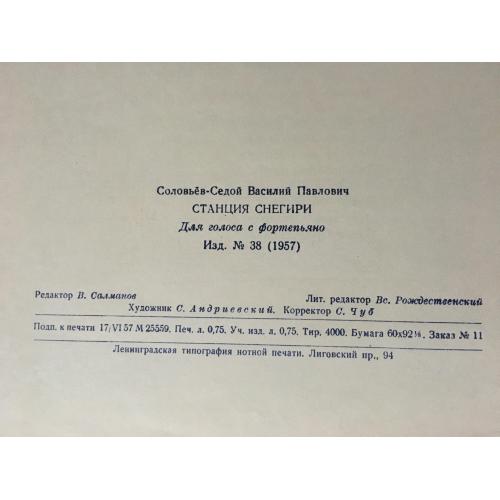 Соловьёв-Седой Василий Павлович
СТАНЦИЯ СНЕГИРИ
Для голоса с фортепьяно
Изд. № 38 (1957)
Редактор В. Салманов Лит. редактор Вс. Рождественский
Художник С. Андриевский. Корректор С. Чуб
Подп. к печати 17/VI 57 М 25559. Печ. л. 0,75. Уч. изд. л. 0,75. Тир. 4000. Бумага 60х92⅛. Заказ № 11
Ленинградская типография нотной печати. Лиговский пр., 94